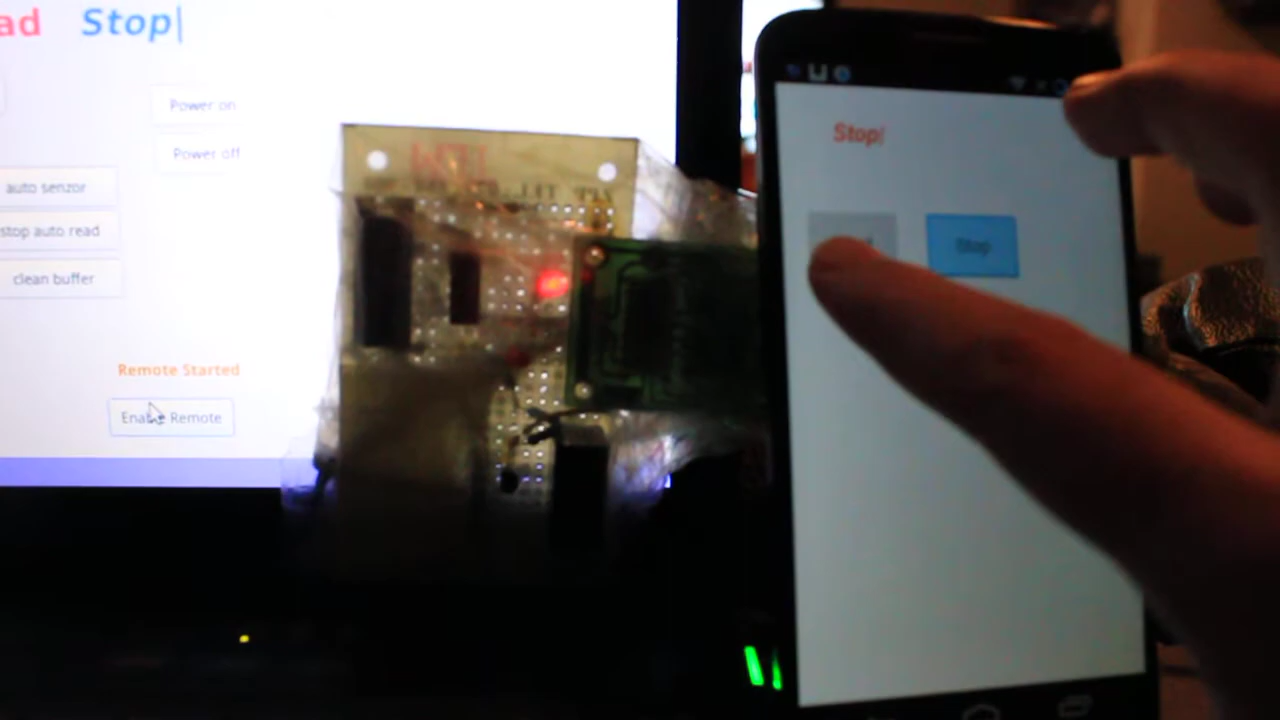 ad Stop|
Power on
Power off
auto senzor
stop auto read
clean buffer
Remote Started
Enable Remote
Stop|
Stop